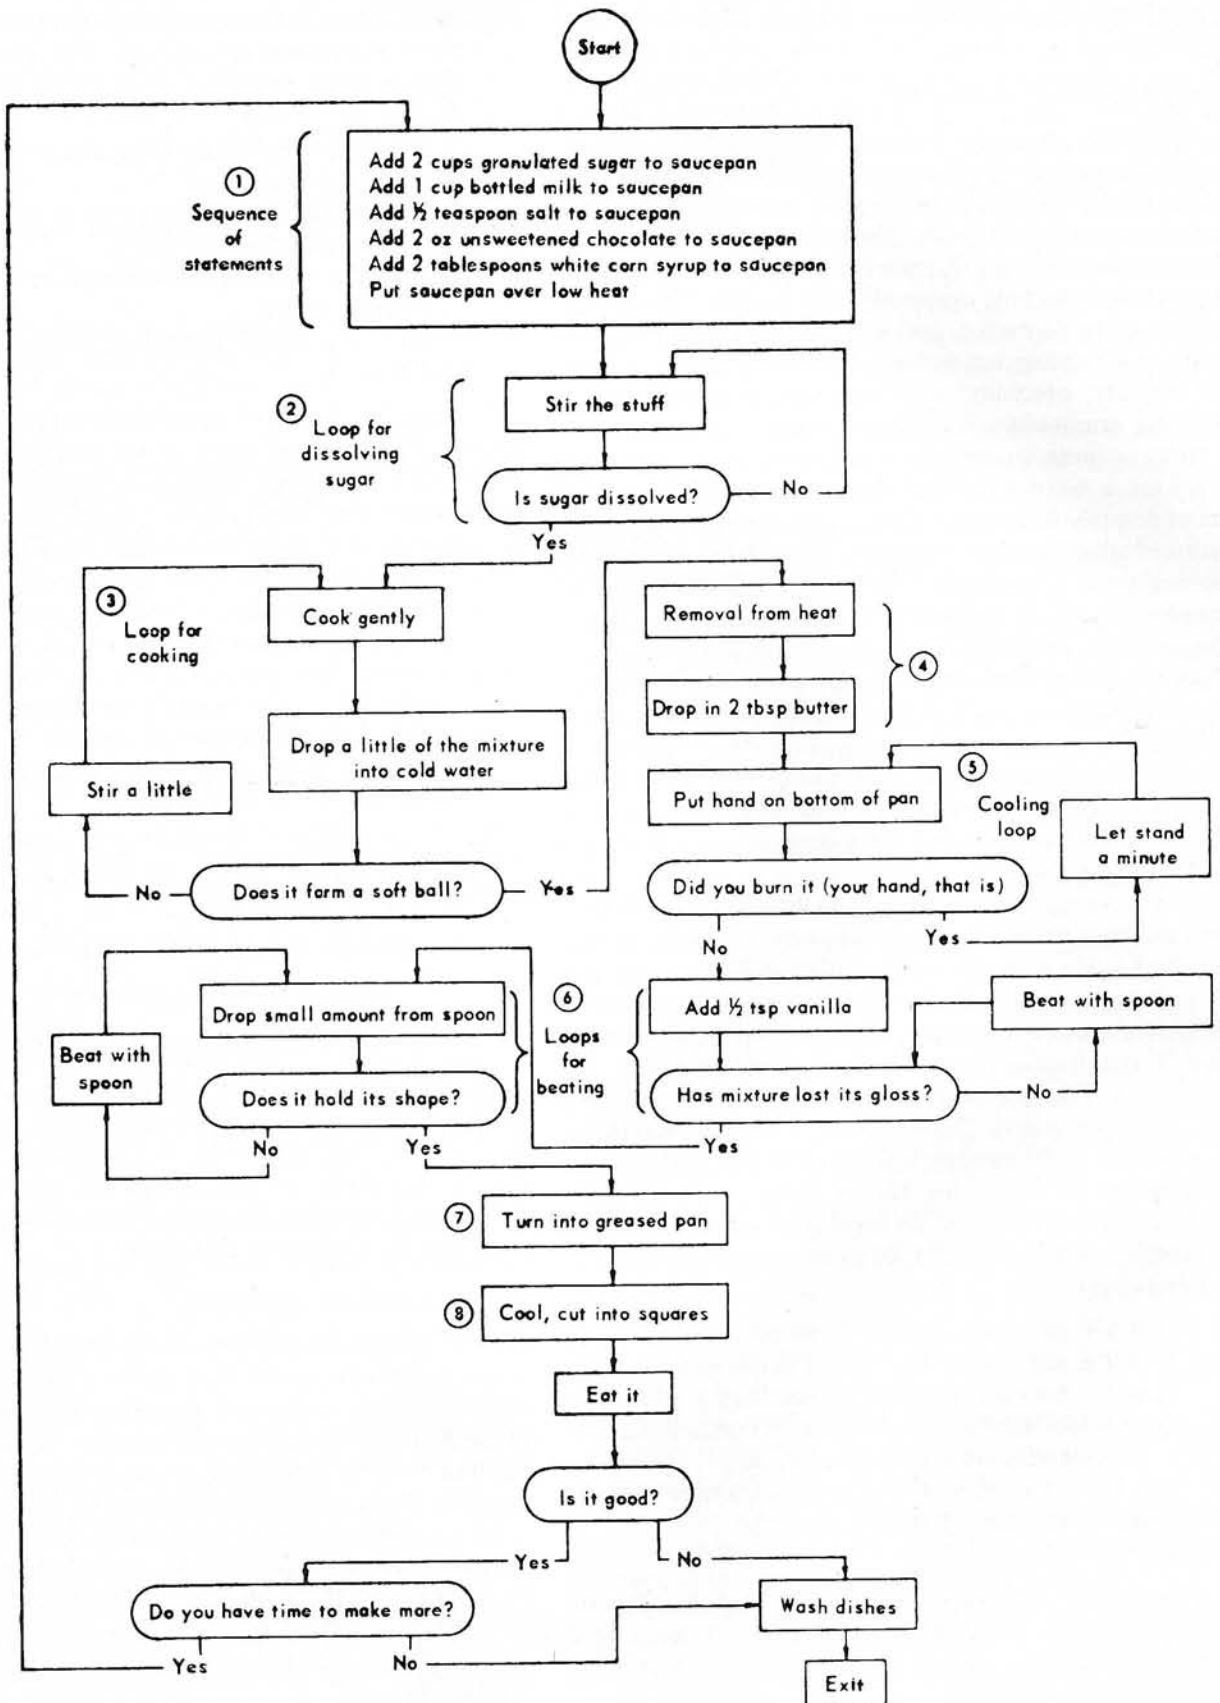 Start
Add 2 cups granulated sugar to saucepan
Add 1 cup bottled milk to saucepan
Add ½ teaspoon salt to saucepan
Add 2 oz unsweetened chocolate to saucepan
Add 2 tablespoons white corn syrup to saucepan
Put saucepan over low heat
1
Sequence
of
statements
Stir the stuff
2
Loop for
dissolving
sugar
Is sugar dissolved?
No
Yes
3
Loop for
cooking
Cook gently
Drop a little of the mixture
into cold water
Stir a little
Does it form a soft ball?
No
Yes
Removal from heat
4
Drop in 2 tbsp butter
Put hand on bottom of pan
5
Cooling
loop
Let stand
a minute
Did you burn it (your hand, that is)
No
Yes
Add ½ tsp vanilla
6
Loops
for
beating
Has mixture lost its gloss?
No
Beat with spoon
Yes
Drop small amount from spoon
Beat with
spoon
Does it hold its shape?
No
Yes
7
Turn into greased pan
8
Cool, cut into squares
Eat it
Is it good?
Yes
No
Do you have time to make more?
Yes
No
Wash dishes
Exit